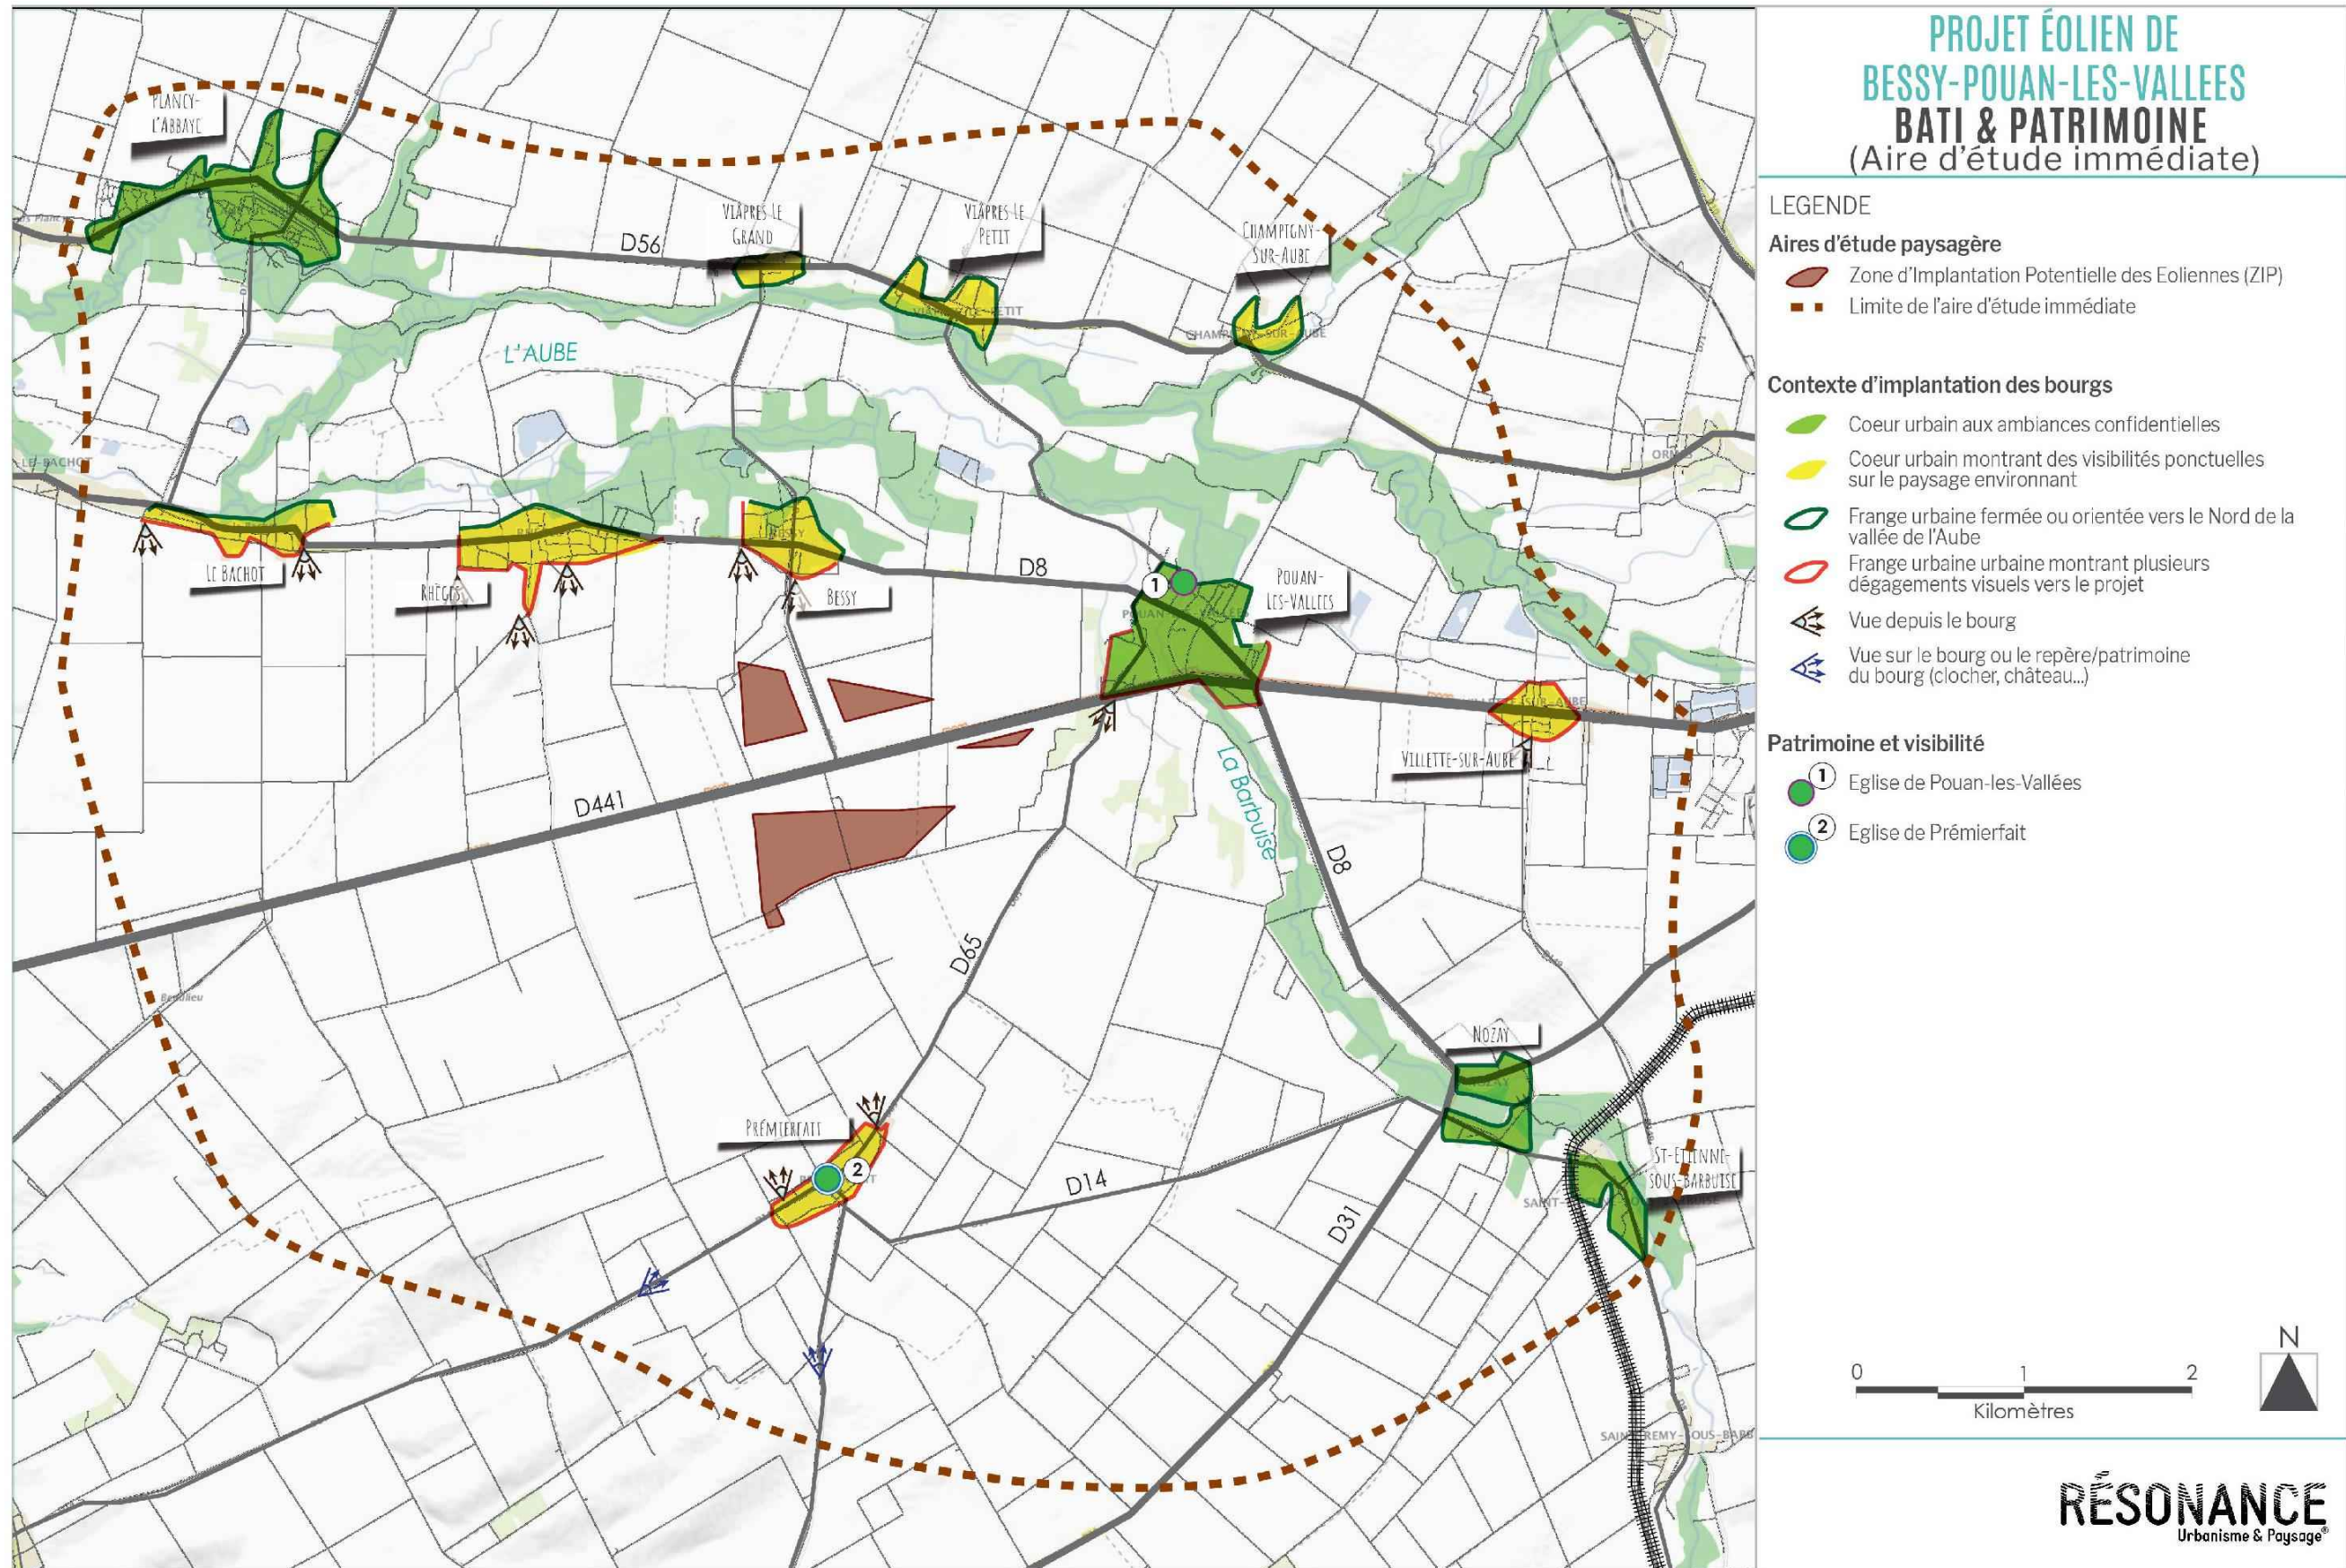 PROJET ÉOLIEN DE
BESSY-POUAN-LES-VALLEES
BATI & PATRIMOINE
(Aire d'étude immédiate)
LEGENDE
Aires d'étude paysagère
Zone d'Implantation Potentielle des Eoliennes (ZIP)
Limite de l'aire d'étude immédiate
Contexte d'implantation des bourgs
Coeur urbain aux ambiances confidentielles
Coeur urbain montrant des visibilités ponctuelles
sur le paysage environnant
Frange urbaine fermée ou orientée vers le Nord de la
vallée de l'Aube
Frange urbaine urbaine montrant plusieurs
dégagements visuels vers le projet
Vue depuis le bourg
Vue sur le bourg ou le repère/patrimoine
du bourg (clocher, château...)
Patrimoine et visibilité
1
Eglise de Pouan-les-Vallées
2
Eglise de Prémierfait
0 1 2
Kilomètres
N
RÉSONANCE
Urbanisme & Paysage®
PLANCY-
L'ABBAYE
VIÂPRES LE
GRAND
VIÂPRES LE
PETIT
CHAMPIGNY-
SUR-AUBE
D56
L'AUBE
LE BACHOT
RHÈGES
BESSY
D8
1
POUAN-
LES-VALLEES
VILLETTE-SUR-AUBE
D441
La Barbuise
D8
D65
Beaulieu
NOZAY
PRÉMIERFAIT
2
D14
D31
ST-ETIENNE-
SOUS-BARBUISE